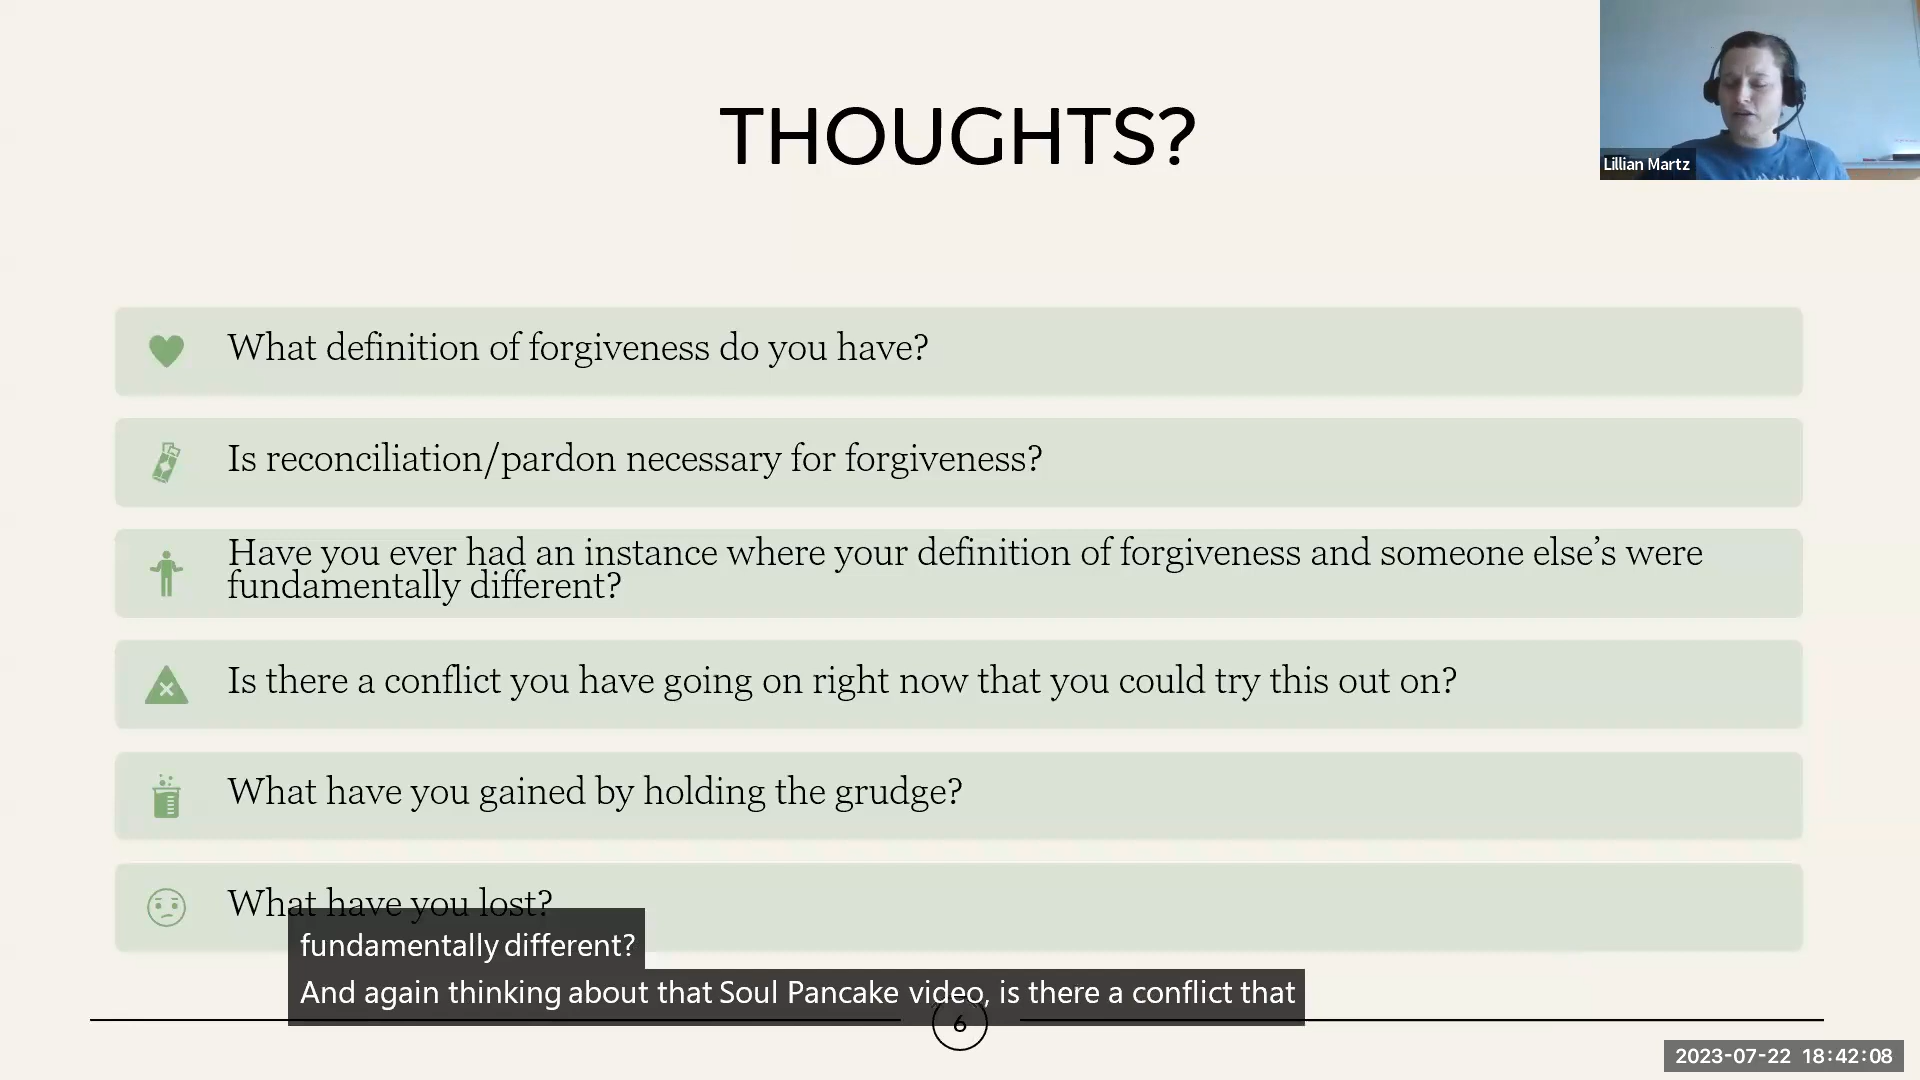 THOUGHTS?
Lillian Martz
What definition of forgiveness do you have?
Is reconciliation/pardon necessary for forgiveness?
Have you ever had an instance where your definition of forgiveness and someone else’s were
fundamentally different?
Is there a conflict you have going on right now that you could try this out on?
What have you gained by holding the grudge?
What have you lost?
fundamentally different?
And again thinking about that Soul Pancake video, is there a conflict that
6
2023-07-22 18:42:08